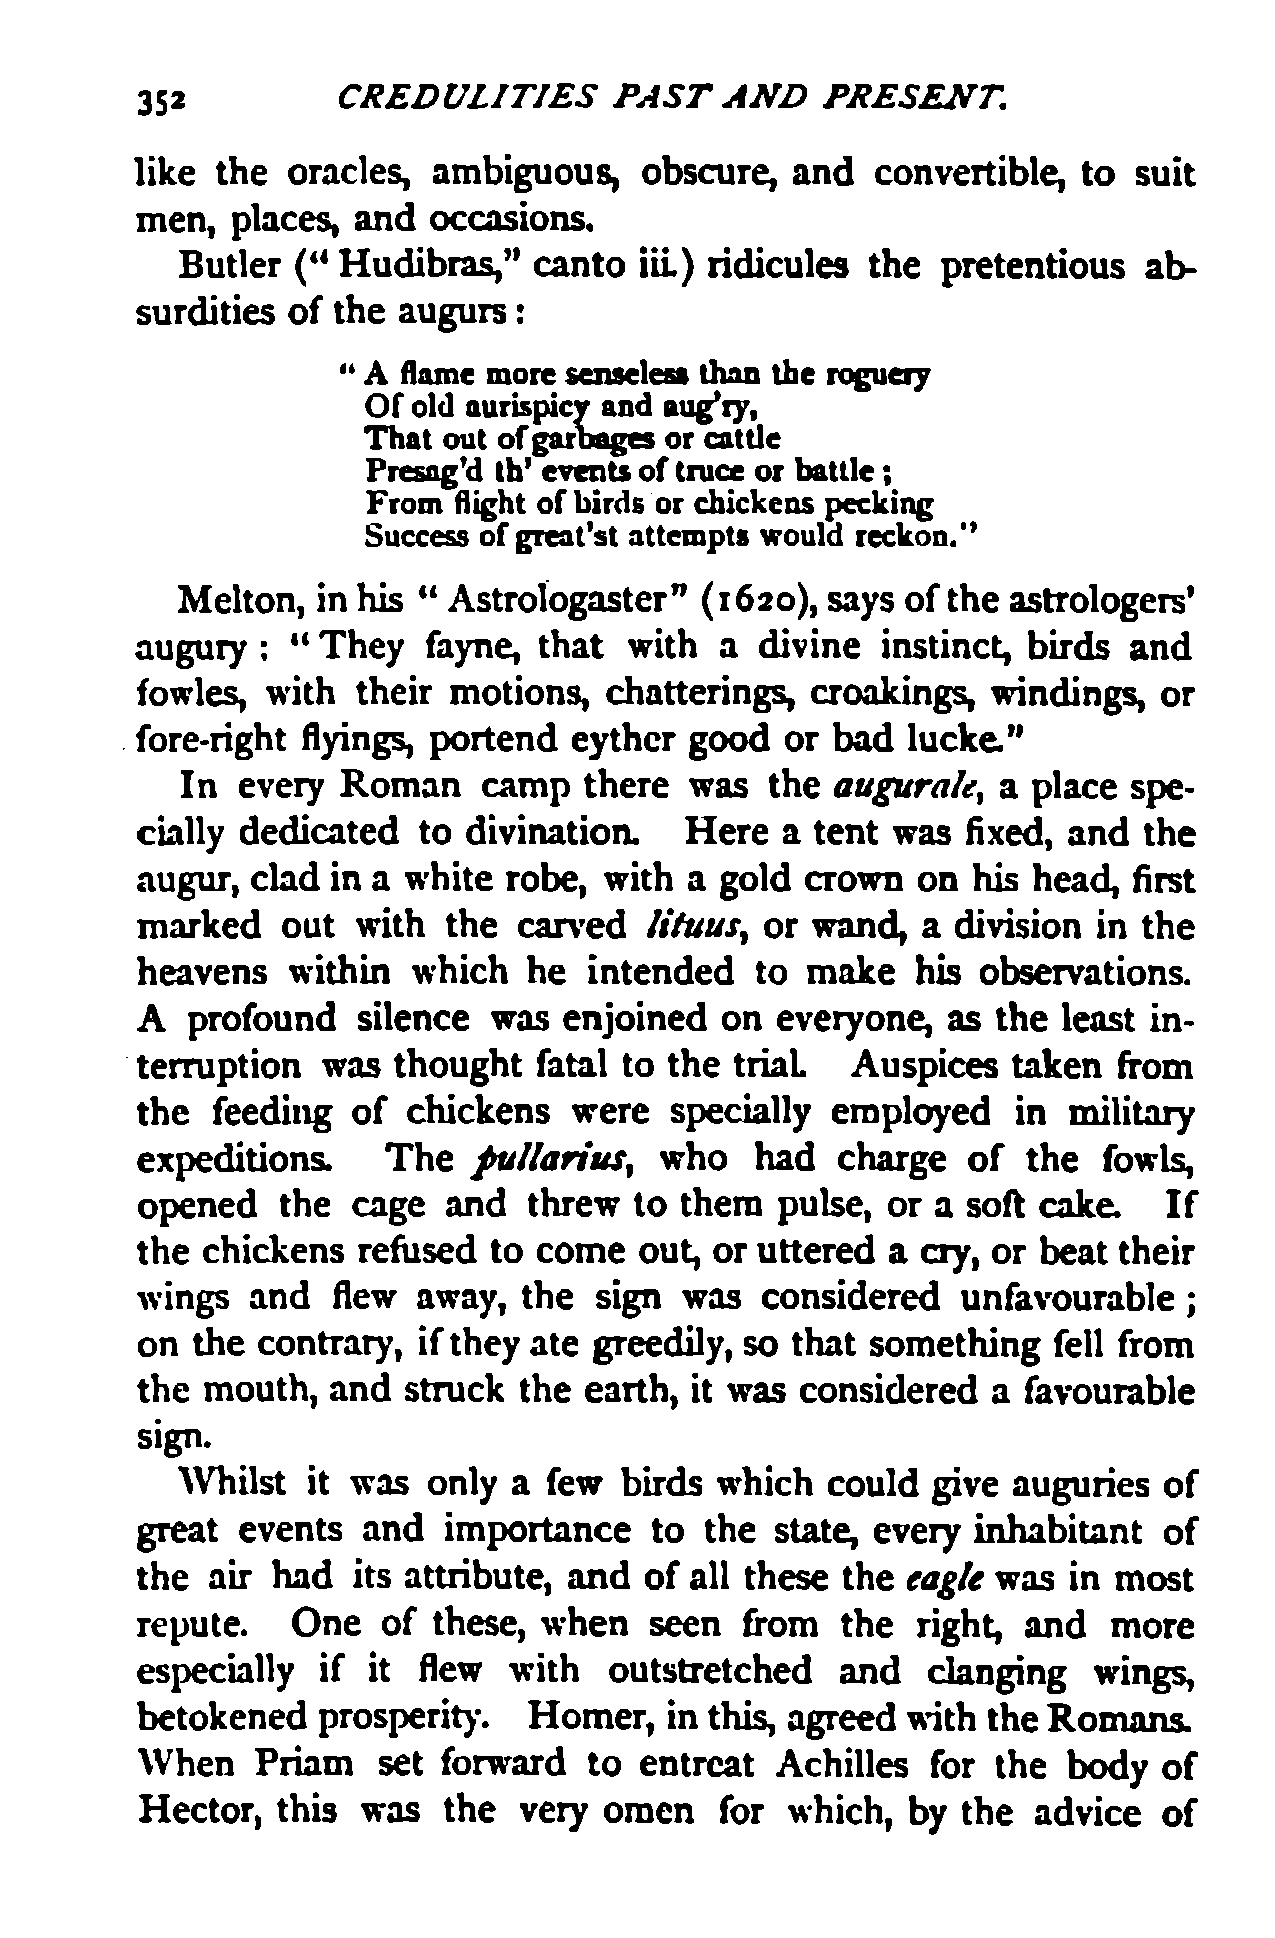 352 CREDULITIES PAST AND PRESENT.
like the oracles, ambiguous, obscure, and convertible, to suit
men, places, and occasions.
Butler (“ Hudibras,” canto iii.) ridicules the pretentious ab-
surdities of the augurs :
“ A flame more senseless than the roguery
Of old aurispicy and aug’ry,
That out of garbages or cattle
Presag’d th’ events of truce or battle ;
From flight of birds or chickens pecking
Success of great’st attempts would reckon.”
Melton, in his “ Astrologaster” (1620), says of the astrologers’
augury : “ They fayne, that with a divine instinct, birds and
fowles, with their motions, chatterings, croakings, windings, or
fore-right flyings, portend eyther good or bad lucke.”
In every Roman camp there was the augurale, a place spe-
cially dedicated to divination. Here a tent was fixed, and the
augur, clad in a white robe, with a gold crown on his head, first
marked out with the carved lituus, or wand, a division in the
heavens within which he intended to make his observations.
A profound silence was enjoined on everyone, as the least in-
terruption was thought fatal to the trial. Auspices taken from
the feeding of chickens were specially employed in military
expeditions. The pullarius, who had charge of the fowls,
opened the cage and threw to them pulse, or a soft cake. If
the chickens refused to come out, or uttered a cry, or beat their
wings and flew away, the sign was considered unfavourable ;
on the contrary, if they ate greedily, so that something fell from
the mouth, and struck the earth, it was considered a favourable
sign.
Whilst it was only a few birds which could give auguries of
great events and importance to the state, every inhabitant of
the air had its attribute, and of all these the eagle was in most
repute. One of these, when seen from the right, and more
especially if it flew with outstretched and clanging wings,
betokened prosperity. Homer, in this, agreed with the Romans.
When Priam set forward to entreat Achilles for the body of
Hector, this was the very omen for which, by the advice of